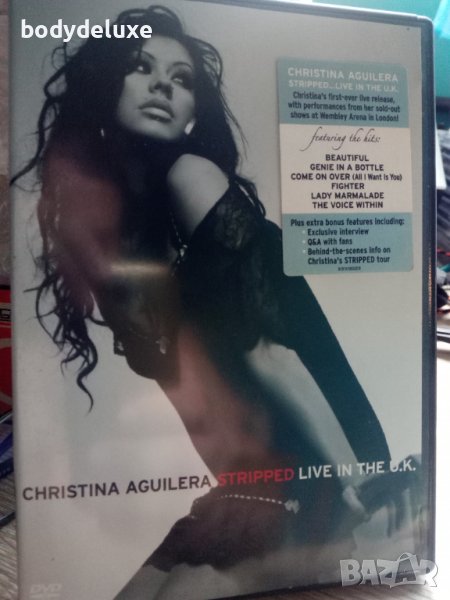 bodydeluxe
CHRISTINA AGUILERA
STRIPPED...LIVE IN THE U.K.
Christina's first-ever live release,
with performances from her sold-out
shows at Wembley Arena in London!
featuring the hits:
BEAUTIFUL
GENIE IN A BOTTLE
COME ON OVER (All I Want Is You)
FIGHTER
LADY MARMALADE
THE VOICE WITHIN
Plus extra bonus features including:
• Exclusive interview
• Q&A with fans
• Behind-the-scenes info on
Christina's STRIPPED tour
CHRISTINA AGUILERA STRIPPED LIVE IN THE U.K.
DVD
BAZAR